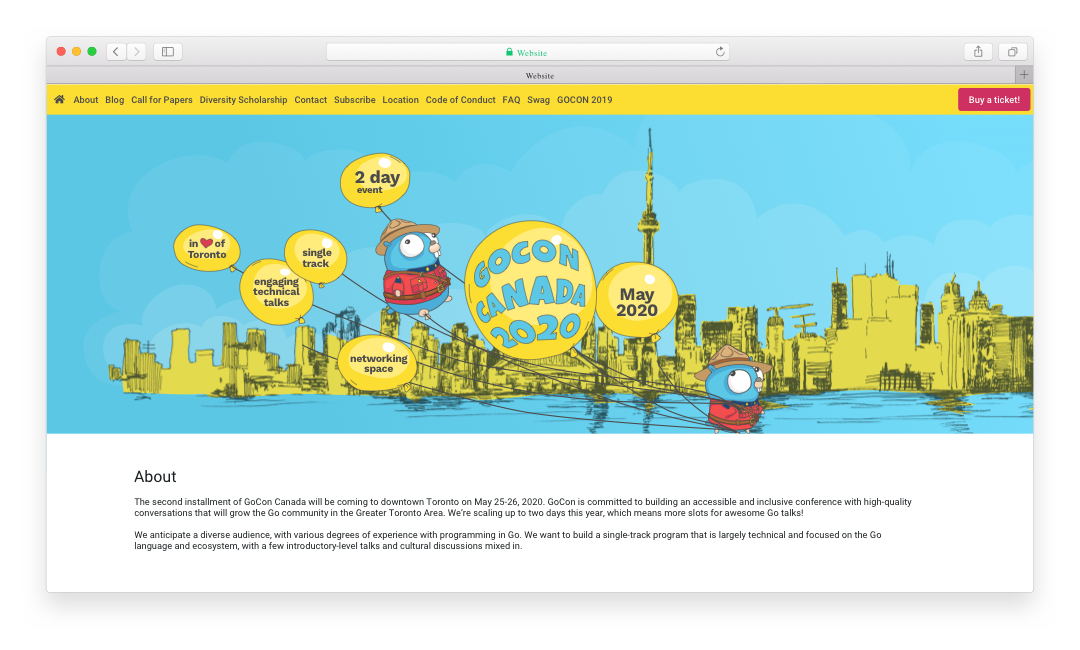 Website
Website
About Blog Call for Papers Diversity Scholarship Contact Subscribe Location Code of Conduct FAQ Swag GOCON 2019
Buy a ticket!
2 day
event
in ❤ of
Toronto
single
track
engaging
technical
talks
GOCON
CANADA
2020
May
2020
networking
space
About
The second installment of GoCon Canada will be coming to downtown Toronto on May 25-26, 2020. GoCon is committed to building an accessible and inclusive conference with high-quality
conversations that will grow the Go community in the Greater Toronto Area. We're scaling up to two days this year, which means more slots for awesome Go talks!
We anticipate a diverse audience, with various degrees of experience with programming in Go. We want to build a single-track program that is largely technical and focused on the Go
language and ecosystem, with a few introductory-level talks and cultural discussions mixed in.